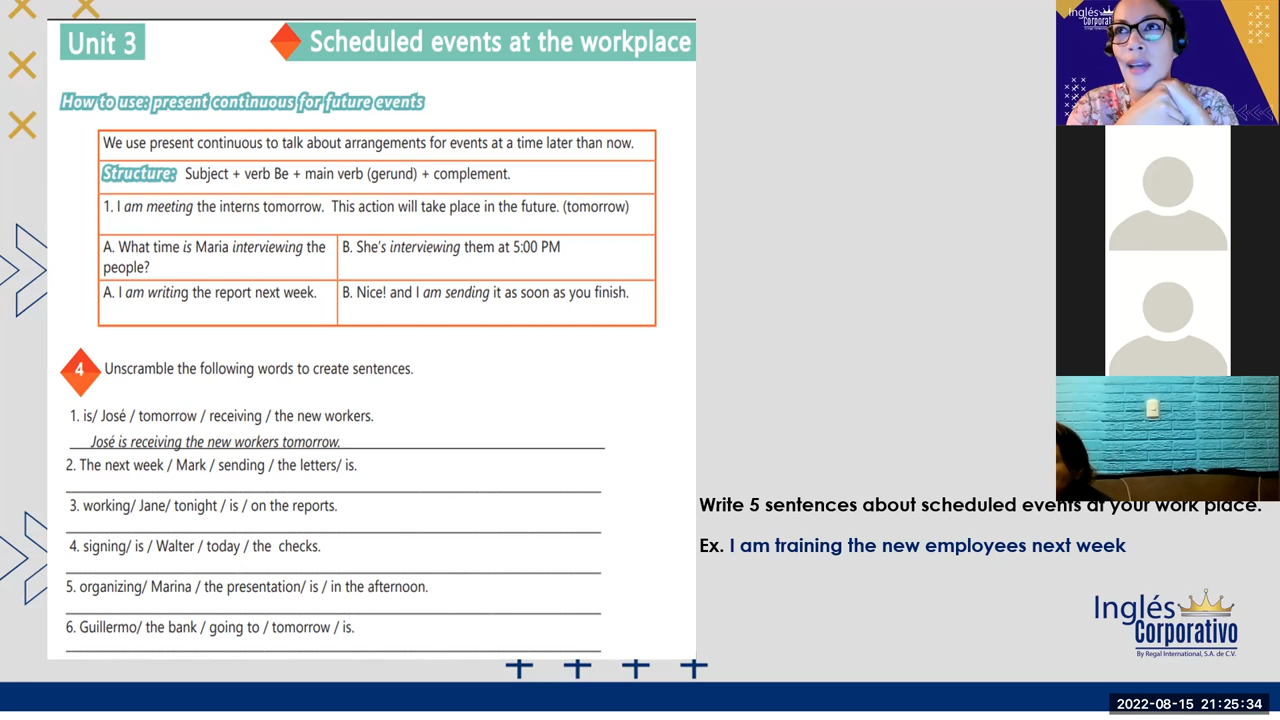 Unit 3
Scheduled events at the workplace
How to use: present continuous for future events
We use present continuous to talk about arrangements for events at a time later than now.
Structure: Subject + verb Be + main verb (gerund) + complement.
1. I am meeting the interns tomorrow. This action will take place in the future. (tomorrow)
A. What time is Maria interviewing the people?
B. She's interviewing them at 5:00 PM
A. I am writing the report next week.
B. Nice! and I am sending it as soon as you finish.
4 Unscramble the following words to create sentences.
1. is/ José / tomorrow / receiving / the new workers.
José is receiving the new workers tomorrow.
2. The next week / Mark / sending / the letters/ is.
3. working/ Jane/ tonight / is / on the reports.
4. signing/ is / Walter / today / the checks.
5. organizing/ Marina / the presentation/ is / in the afternoon.
6. Guillermo/ the bank / going to / tomorrow / is.
Write 5 sentences about scheduled events at your work place.
Ex. I am training the new employees next week
Inglés
Corporativo
By Regal International, S.A. de C.V.
Inglés
Corporativo
2022-08-15 21:25:34